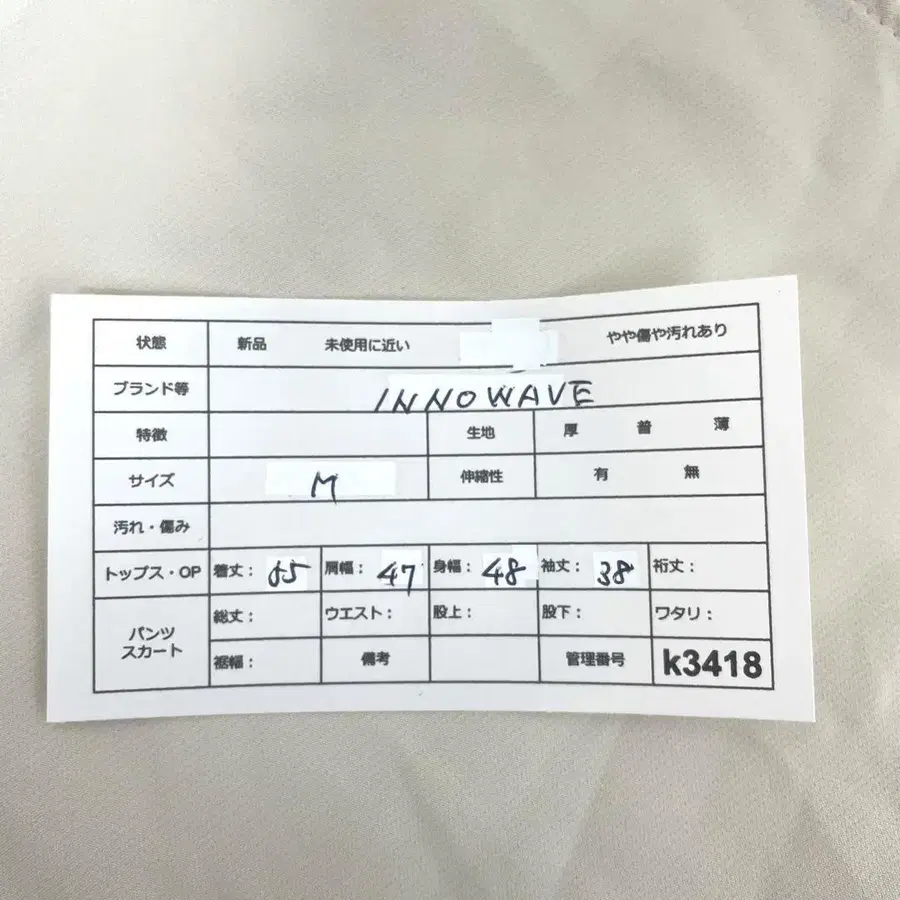 状態 新品 未使用に近い やや傷や汚れあり
ブランド等 INNOWAVE
特徴 生地 厚 普 薄
サイズ M 伸縮性 有 無
汚れ・傷み
トップス・OP 着丈： 65 肩幅： 47 身幅： 48 袖丈： 38 裄丈：
パンツ スカート 総丈： ウエスト： 股上： 股下： ワタリ：
裾幅： 備考 管理番号 k3418